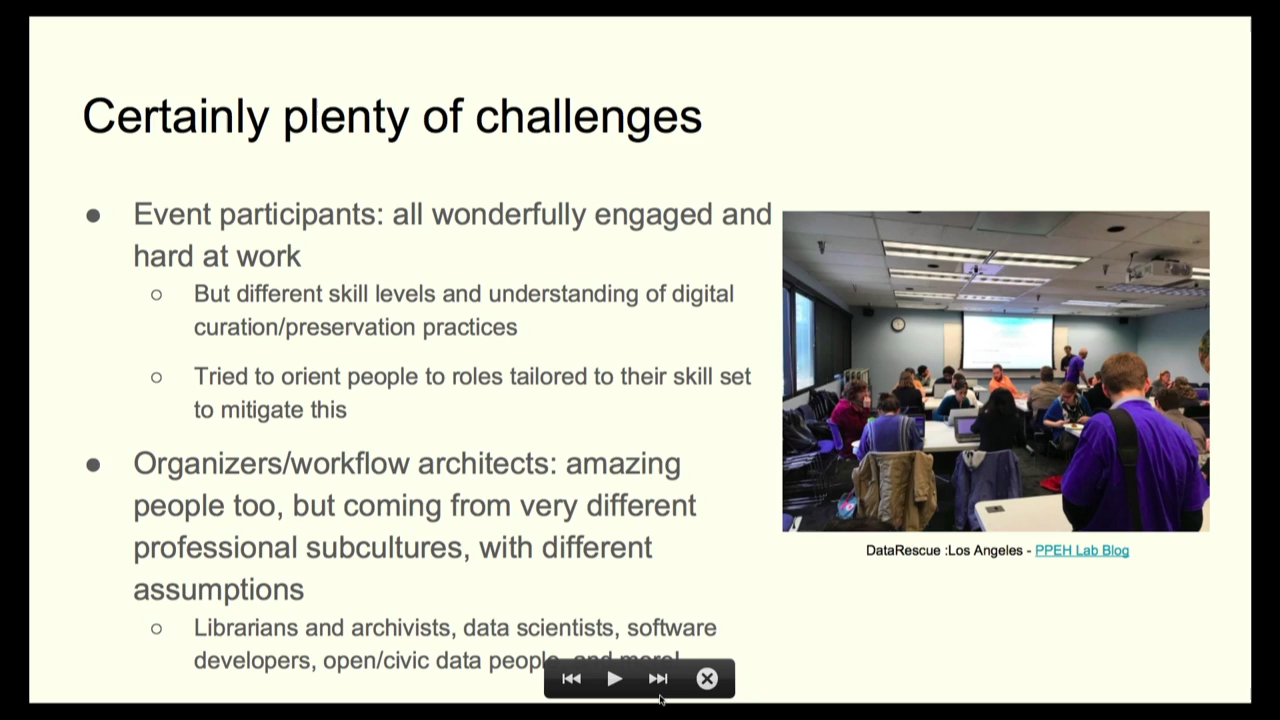 Certainly plenty of challenges
● Event participants: all wonderfully engaged and
hard at work
○ But different skill levels and understanding of digital
curation/preservation practices
○ Tried to orient people to roles tailored to their skill set
to mitigate this
● Organizers/workflow architects: amazing
people too, but coming from very different
professional subcultures, with different
assumptions
○ Librarians and archivists, data scientists, software
developers, open/civic data people, and more!
DataRescue :Los Angeles - PPEH Lab Blog